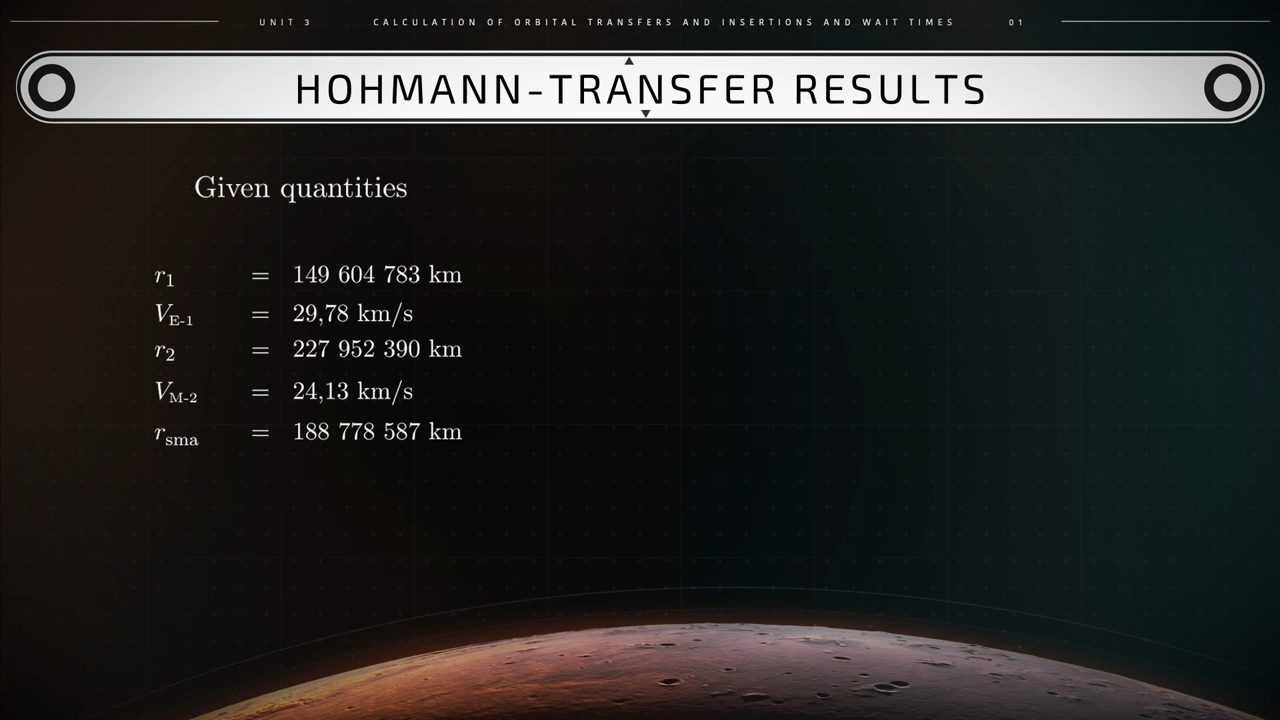 UNIT 3 CALCULATION OF ORBITAL TRANSFERS AND INSERTIONS AND WAIT TIMES 01
HOHMANN-TRANSFER RESULTS
Given quantities
r1 = 149 604 783 km
VE-1 = 29,78 km/s
r2 = 227 952 390 km
VM-2 = 24,13 km/s
rsma = 188 778 587 km